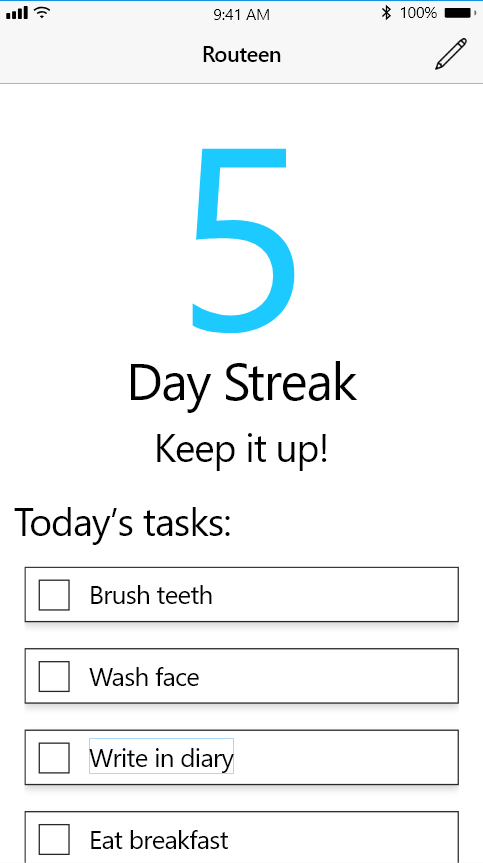 9:41 AM
100%
Routeen
5
Day Streak
Keep it up!
Today's tasks:
Brush teeth
Wash face
Write in diary
Eat breakfast